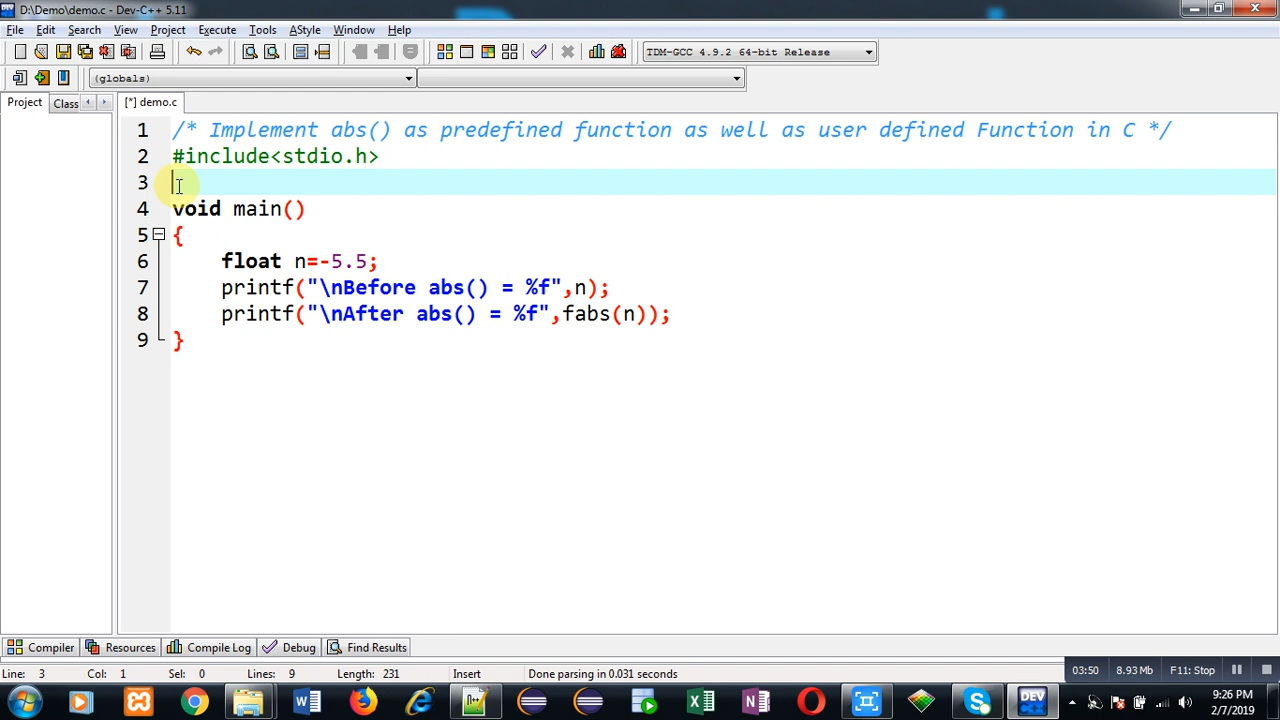 D:\Demo\demo.c - Dev-C++ 5.11
File Edit Search View Project Execute Tools AStyle Window Help
TDM-GCC 4.9.2 64-bit Release
(globals)
Project Class [*] demo.c
1 /* Implement abs() as predefined function as well as user defined Function in C */
2 #include<stdio.h>
3
4 void main()
5 {
6 float n=-5.5;
7 printf("\nBefore abs() = %f",n);
8 printf("\nAfter abs() = %f",fabs(n));
9 }
Compiler Resources Compile Log Debug Find Results
Line: 3 Col: 1 Sel: 0 Lines: 9 Length: 231 Insert Done parsing in 0.031 seconds
03:50 8.93 Mb F11: Stop
9:26 PM
2/7/2019